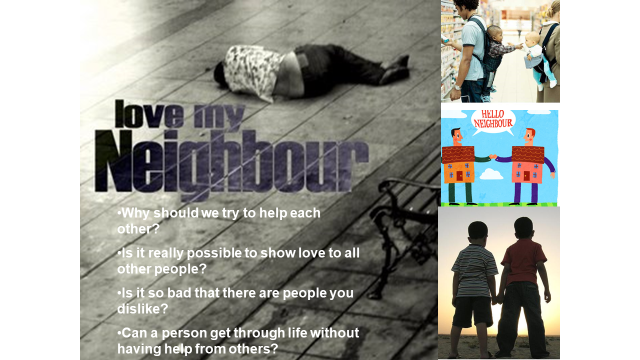 love my
Neighbour
•Why should we try to help each
other?
•Is it really possible to show love to all
other people?
•Is it so bad that there are people you
dislike?
•Can a person get through life without
having help from others?
HELLO
NEIGHBOUR